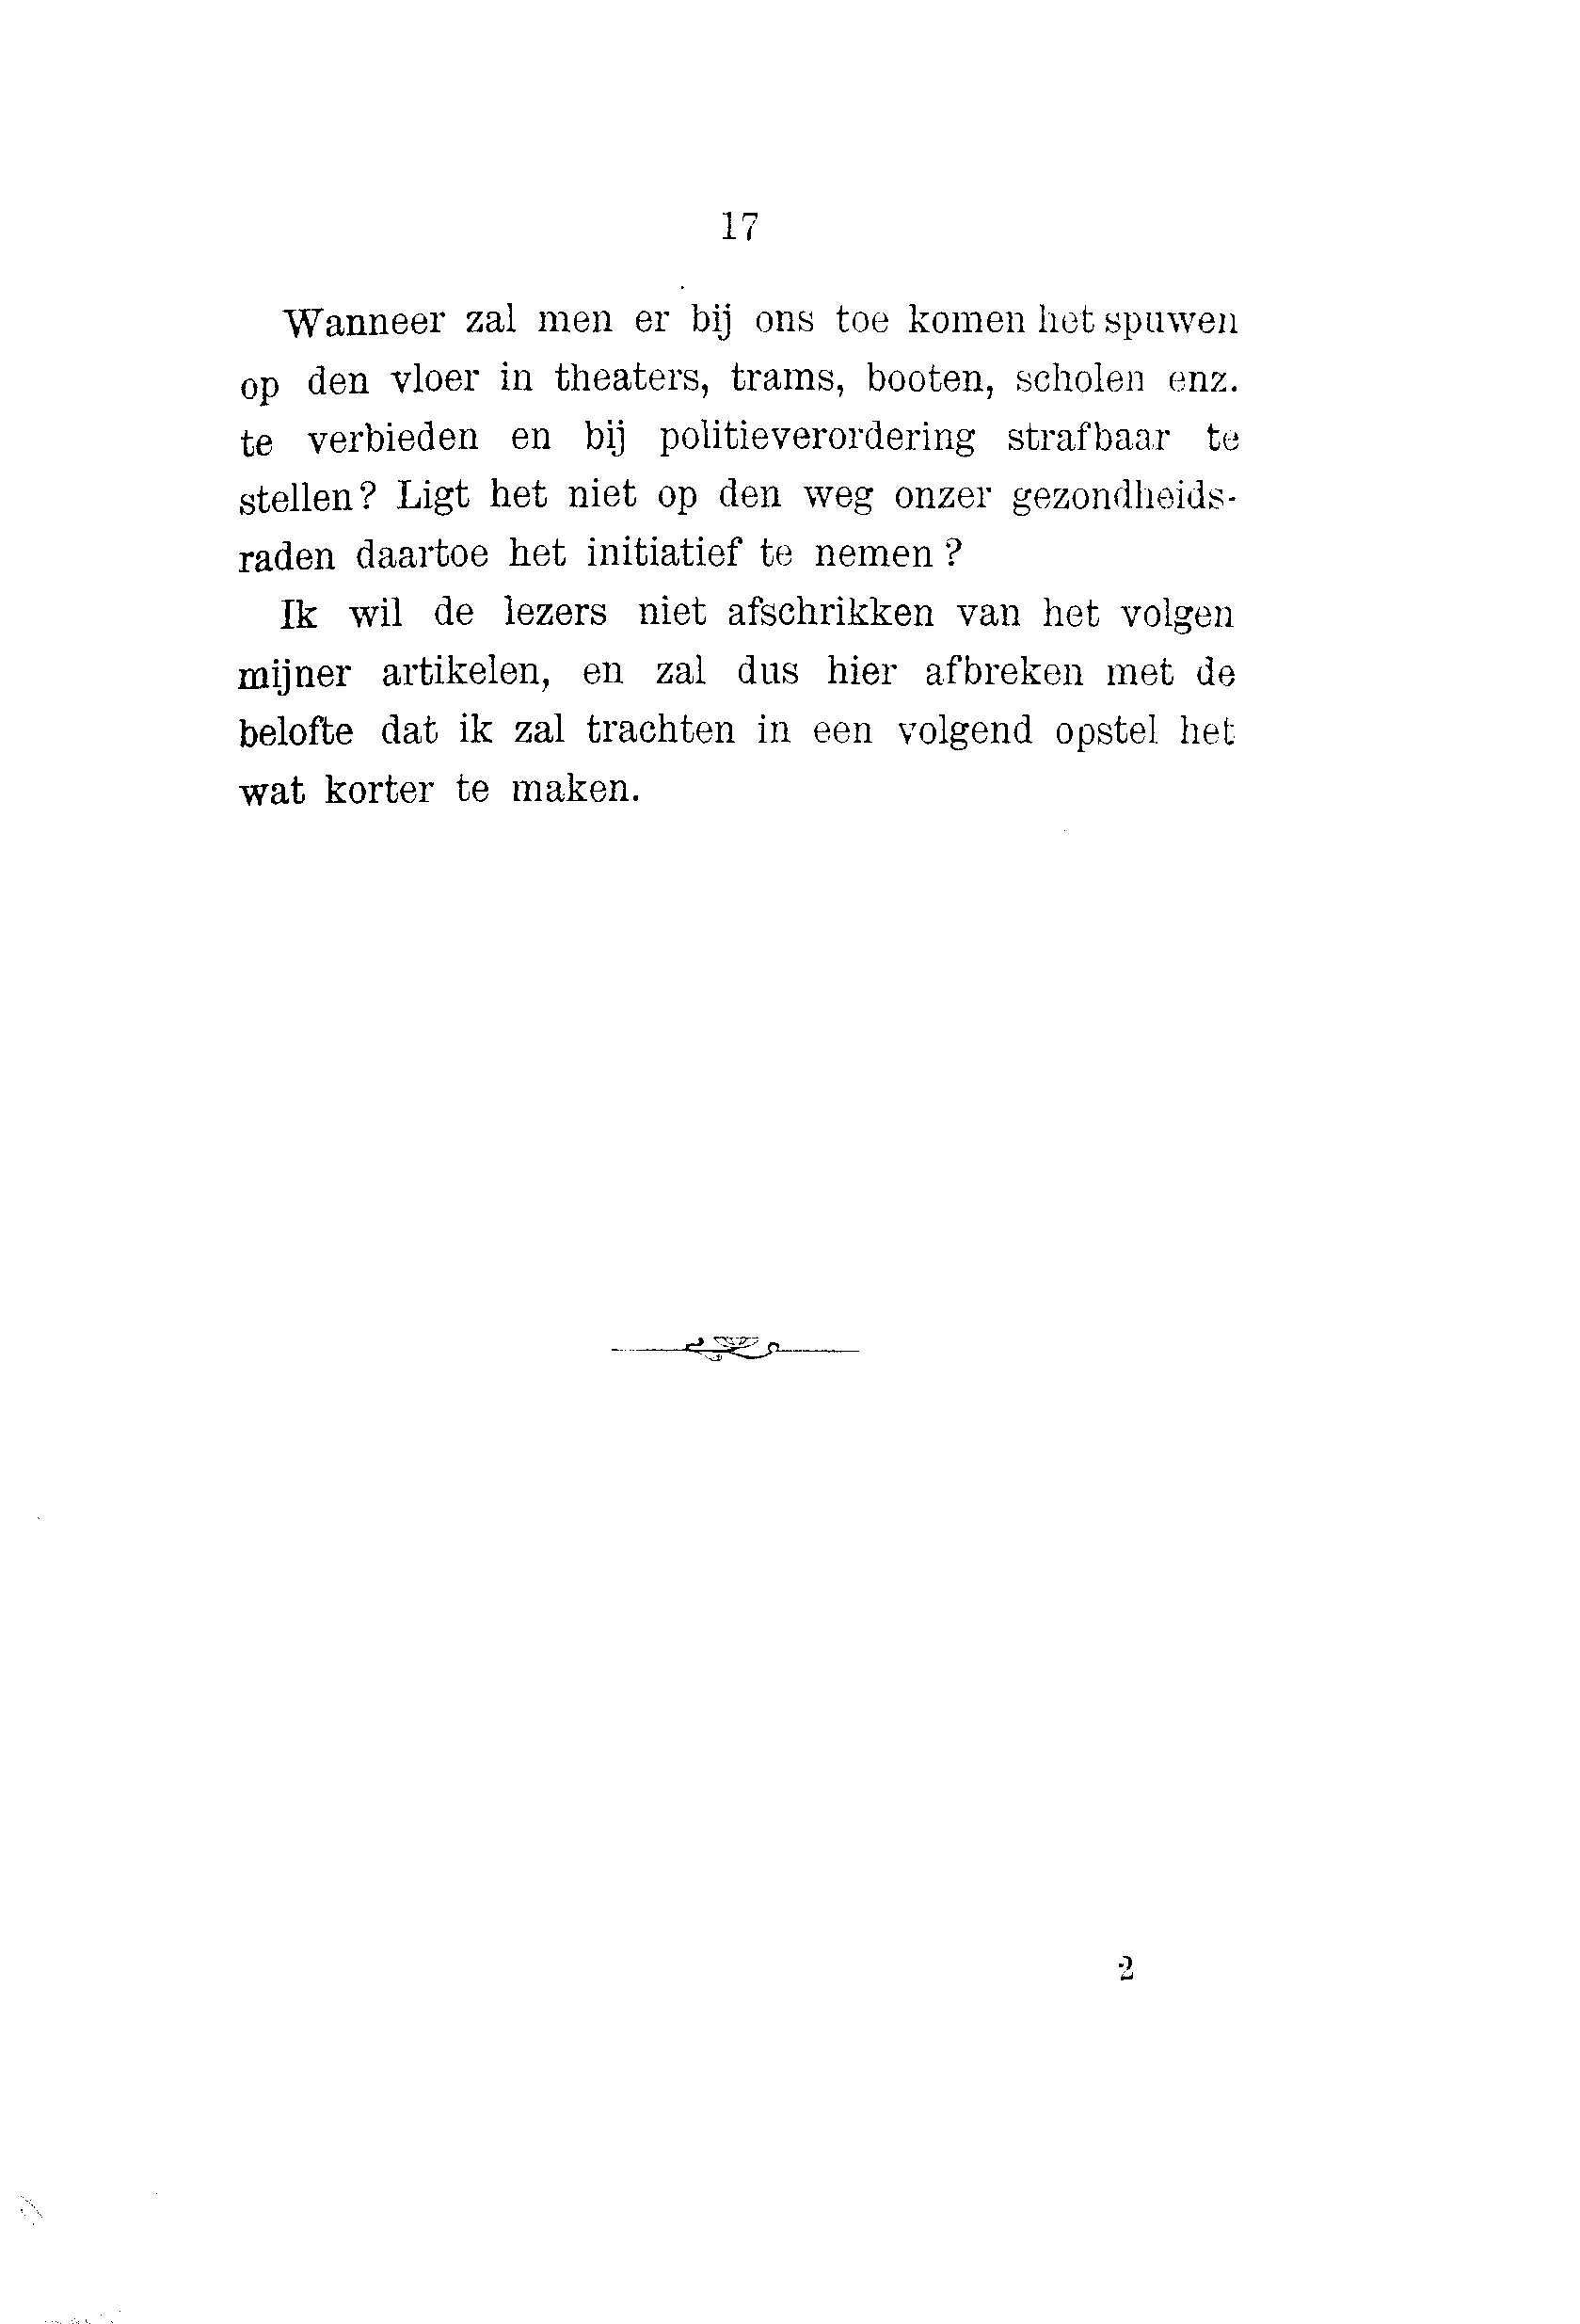 17
Wanneer zal men er bij ons toe komen het spuwen
op den vloer in theaters, trams, booten, scholen enz.
te verbieden en bij politieverordering strafbaar te
stellen? Ligt het niet op den weg onzer gezondheids-
raden daartoe het initiatief te nemen?
Ik wil de lezers niet afschrikken van het volgen
mijner artikelen, en zal dus hier afbreken met de
belofte dat ik zal trachten in een volgend opstel het
wat korter te maken.
2